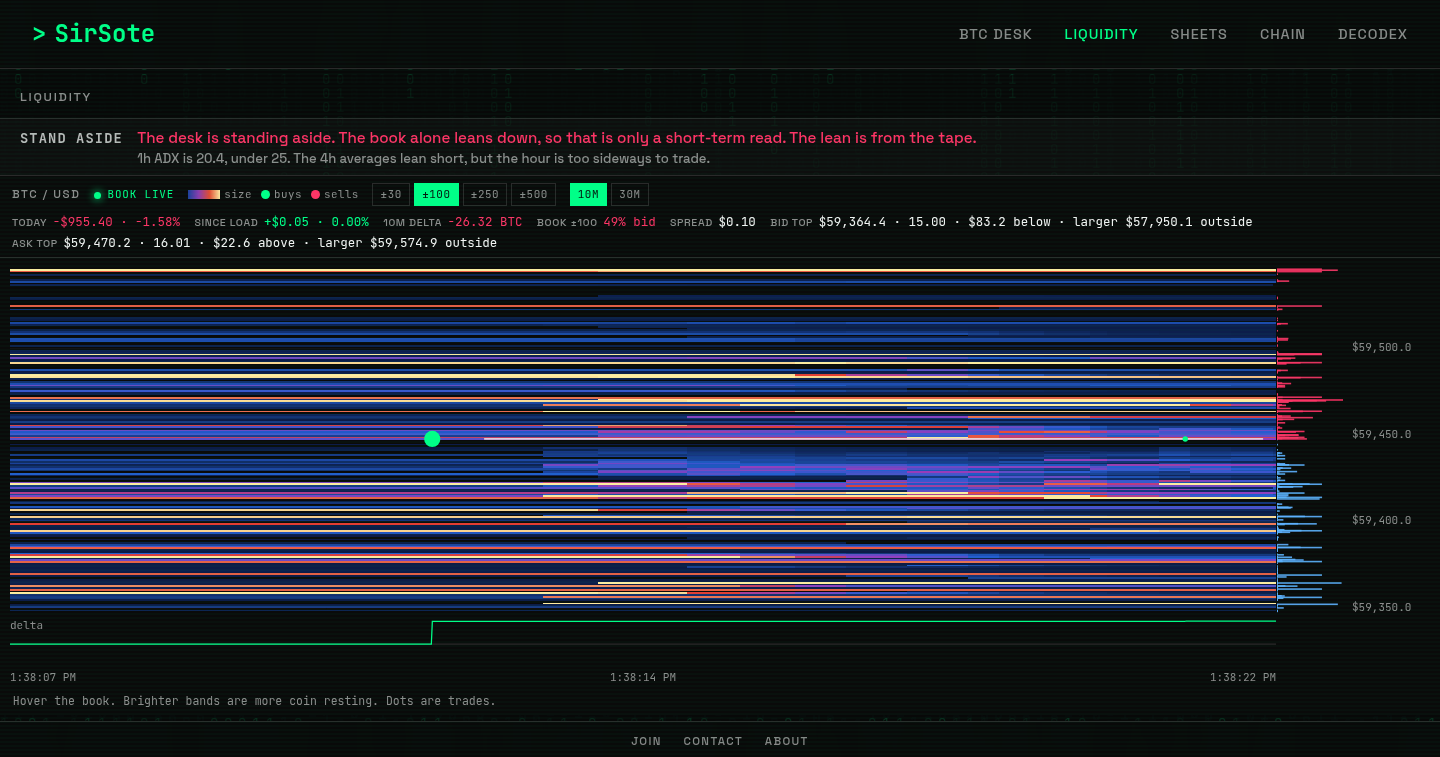 > SirSote
BTC DESK LIQUIDITY SHEETS CHAIN DECODEX
LIQUIDITY
STAND ASIDE The desk is standing aside. The book alone leans down, so that is only a short-term read. The lean is from the tape.
1h ADX is 20.4, under 25. The 4h averages lean short, but the hour is too sideways to trade.
BTC / USD BOOK LIVE size buys sells ±30 ±100 ±250 ±500 10M 30M
TODAY -$955.40 · -1.58% SINCE LOAD +$0.05 · 0.00% 10M DELTA -26.32 BTC BOOK ±100 49% bid SPREAD $0.10 BID TOP $59,364.4 · 15.00 · $83.2 below · larger $57,950.1 outside
ASK TOP $59,470.2 · 16.01 · $22.6 above · larger $59,574.9 outside
$59,500.0
$59,450.0
$59,400.0
$59,350.0
delta
1:38:07 PM 1:38:14 PM 1:38:22 PM
Hover the book. Brighter bands are more coin resting. Dots are trades.
JOIN CONTACT ABOUT